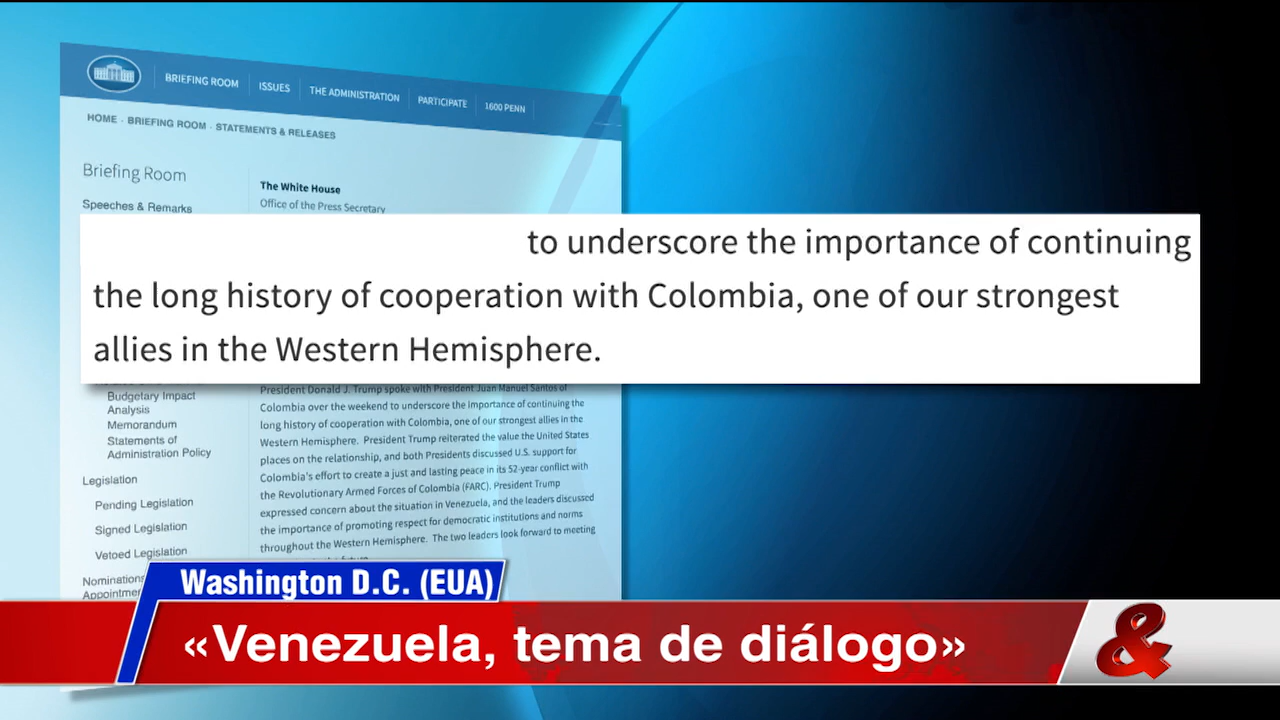 BRIEFING ROOM ISSUES THE ADMINISTRATION PARTICIPATE 1600 PENN
HOME · BRIEFING ROOM · STATEMENTS & RELEASES
Briefing Room
Speeches & Remarks
The White House
Office of the Press Secretary
to underscore the importance of continuing
the long history of cooperation with Colombia, one of our strongest
allies in the Western Hemisphere.
Budgetary Impact
Analysis
Memorandum
Statements of
Administration Policy
Legislation
Pending Legislation
Signed Legislation
Vetoed Legislation
Nominations
President Donald J. Trump spoke with President Juan Manuel Santos of
Colombia over the weekend to underscore the importance of continuing the
long history of cooperation with Colombia, one of our strongest allies in the
Western Hemisphere. President Trump reiterated the value the United States
places on the relationship, and both Presidents discussed U.S. support for
Colombia's effort to create a just and lasting peace in its 52-year conflict with
the Revolutionary Armed Forces of Colombia (FARC). President Trump
expressed concern about the situation in Venezuela, and the leaders discussed
the importance of promoting respect for democratic institutions and norms
throughout the Western Hemisphere. The two leaders look forward to meeting
Washington D.C. (EUA)
«Venezuela, tema de diálogo»
&